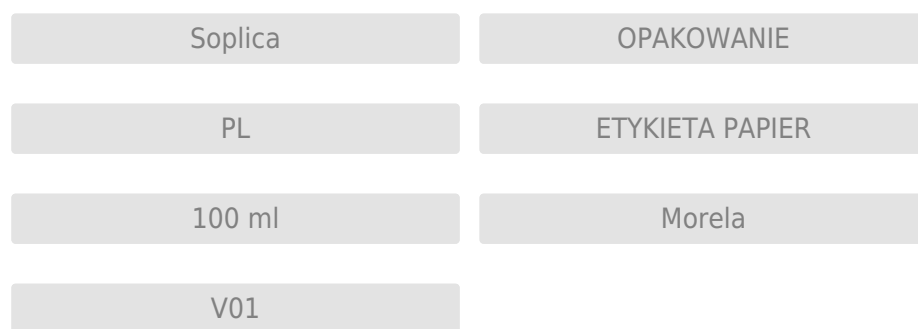 Soplica
OPAKOWANIE
PL
ETYKIETA PAPIER
100 ml
Morela
V01